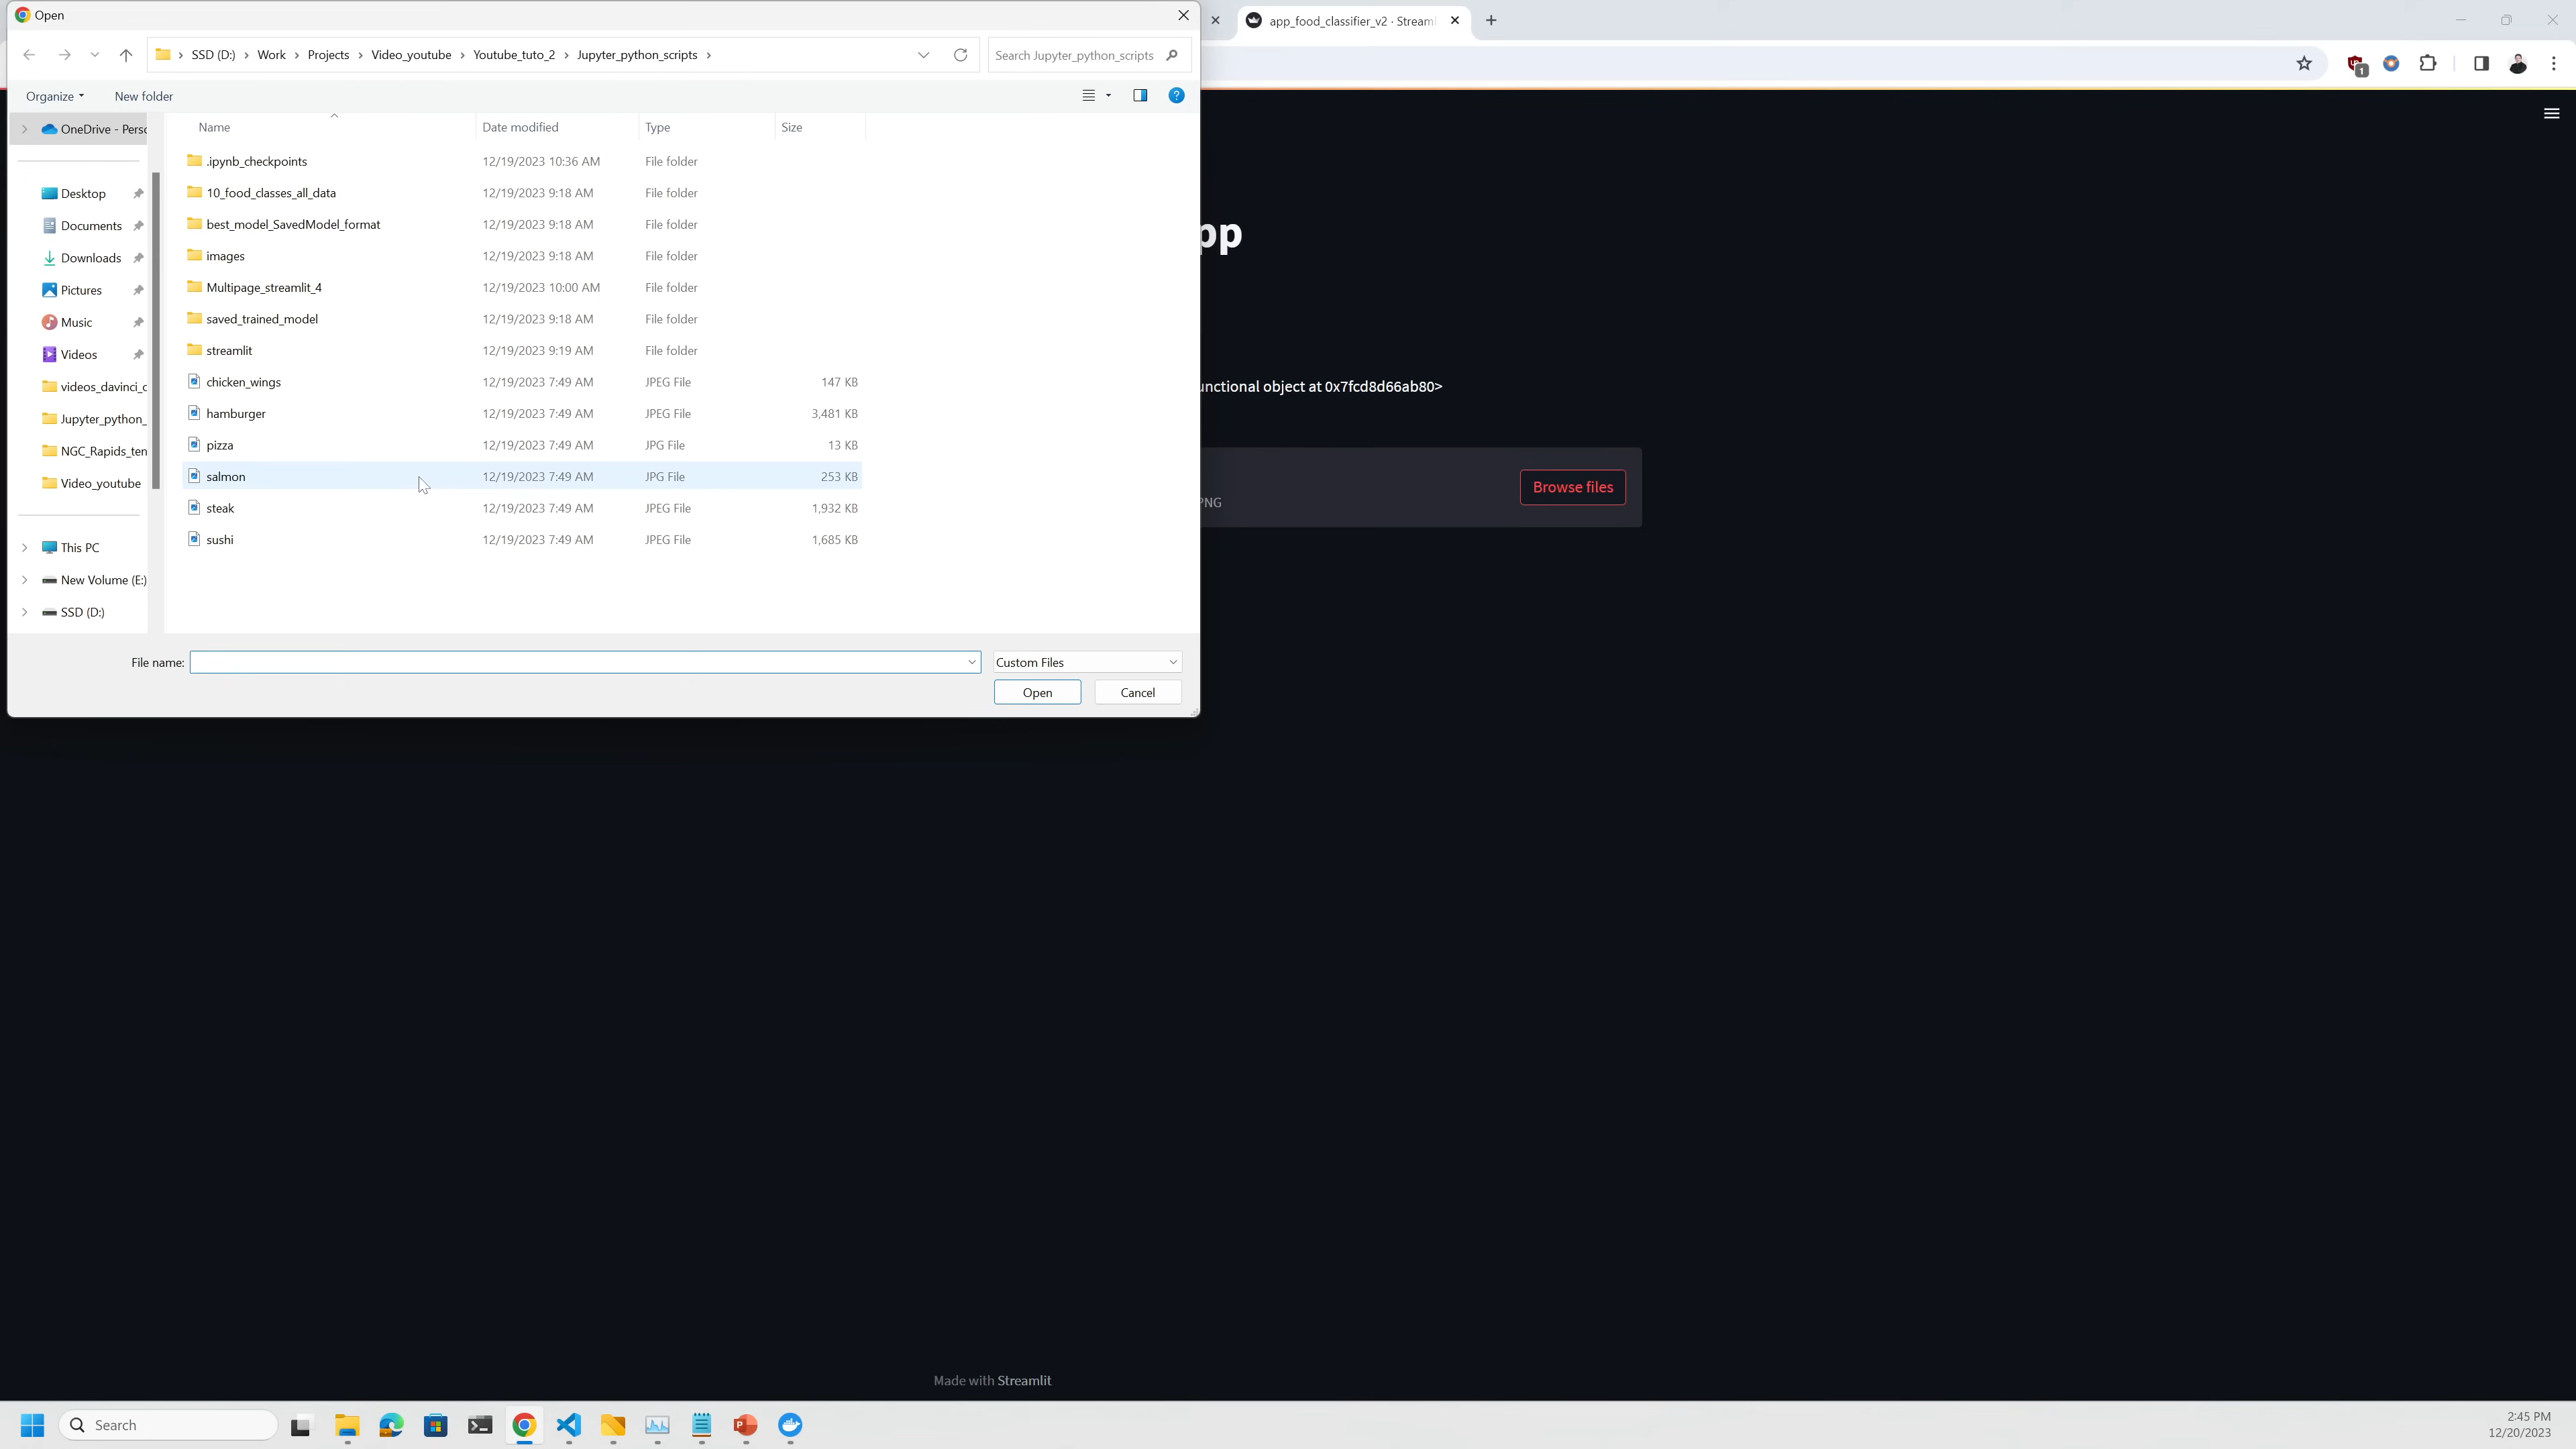 Open
app_food_classifier_v2 · Streaml
SSD (D:) › Work › Projects › Video_youtube › Youtube_tuto_2 › Jupyter_python_scripts ›
Search Jupyter_python_scripts
1
Organize
New folder
Name Date modified Type Size
OneDrive - Perso
Desktop
Documents
Downloads
Pictures
Music
Videos
videos_davinci_c
Jupyter_python_
NGC_Rapids_ten
Video_youtube
This PC
New Volume (E:)
SSD (D:)
.ipynb_checkpoints 12/19/2023 10:36 AM File folder
10_food_classes_all_data 12/19/2023 9:18 AM File folder
best_model_SavedModel_format 12/19/2023 9:18 AM File folder
images 12/19/2023 9:18 AM File folder
Multipage_streamlit_4 12/19/2023 10:00 AM File folder
saved_trained_model 12/19/2023 9:18 AM File folder
streamlit 12/19/2023 9:19 AM File folder
chicken_wings 12/19/2023 7:49 AM JPEG File 147 KB
hamburger 12/19/2023 7:49 AM JPEG File 3,481 KB
pizza 12/19/2023 7:49 AM JPG File 13 KB
salmon 12/19/2023 7:49 AM JPG File 253 KB
steak 12/19/2023 7:49 AM JPEG File 1,932 KB
sushi 12/19/2023 7:49 AM JPEG File 1,685 KB
File name:
Custom Files
Open
Cancel
pp
unctional object at 0x7fcd8d66ab80>
PNG
Browse files
Made with Streamlit
Search
2:45 PM
12/20/2023